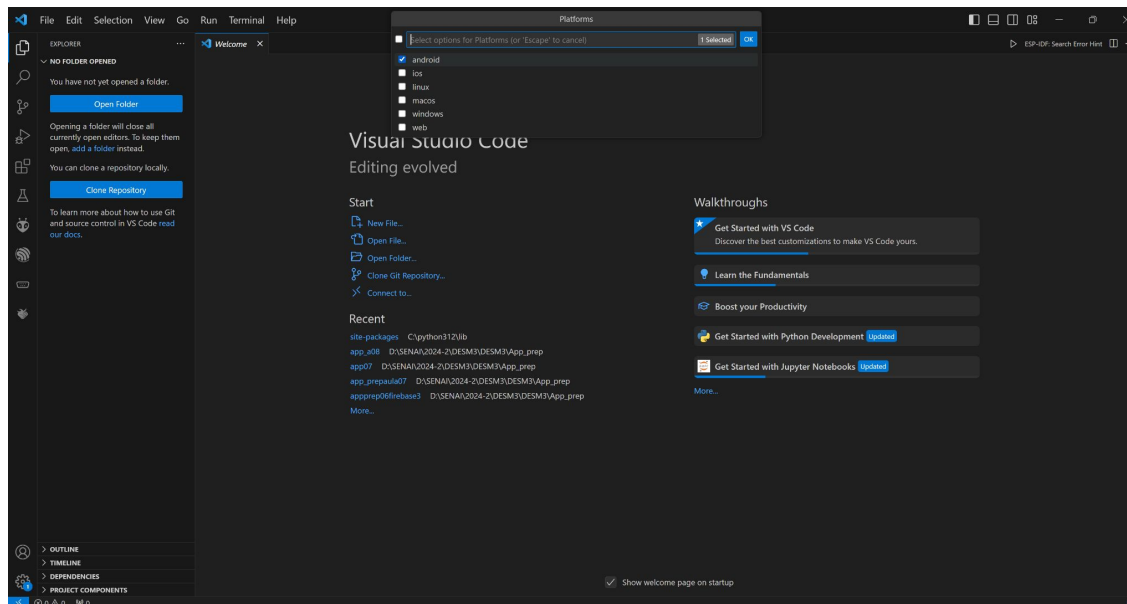 File Edit Selection View Go Run Terminal Help
Platforms
Select options for Platforms (or 'Escape' to cancel)
1 Selected
OK
android
ios
linux
macos
windows
web
EXPLORER
Welcome
ESP-IDF: Search Error Hint
NO FOLDER OPENED
You have not yet opened a folder.
Open Folder
Opening a folder will close all
currently open editors. To keep them
open, add a folder instead.
You can clone a repository locally.
Clone Repository
To learn more about how to use Git
and source control in VS Code read
our docs.
Visual Studio Code
Editing evolved
Start
New File...
Open File...
Open Folder...
Clone Git Repository...
Connect to...
Recent
site-packages C:\python312\lib
app_a08 D:\SENAI\2024-2\DESM3\DESM3\App_prep
app07 D:\SENAI\2024-2\DESM3\DESM3\App_prep
app_prepaula07 D:\SENAI\2024-2\DESM3\DESM3\App_prep
appprep06firebase3 D:\SENAI\2024-2\DESM3\DESM3\App_prep
More...
Walkthroughs
Get Started with VS Code
Discover the best customizations to make VS Code yours.
Learn the Fundamentals
Boost your Productivity
Get Started with Python Development Updated
Get Started with Jupyter Notebooks Updated
More...
OUTLINE
TIMELINE
DEPENDENCIES
PROJECT COMPONENTS
1
Show welcome page on startup
0 0 0